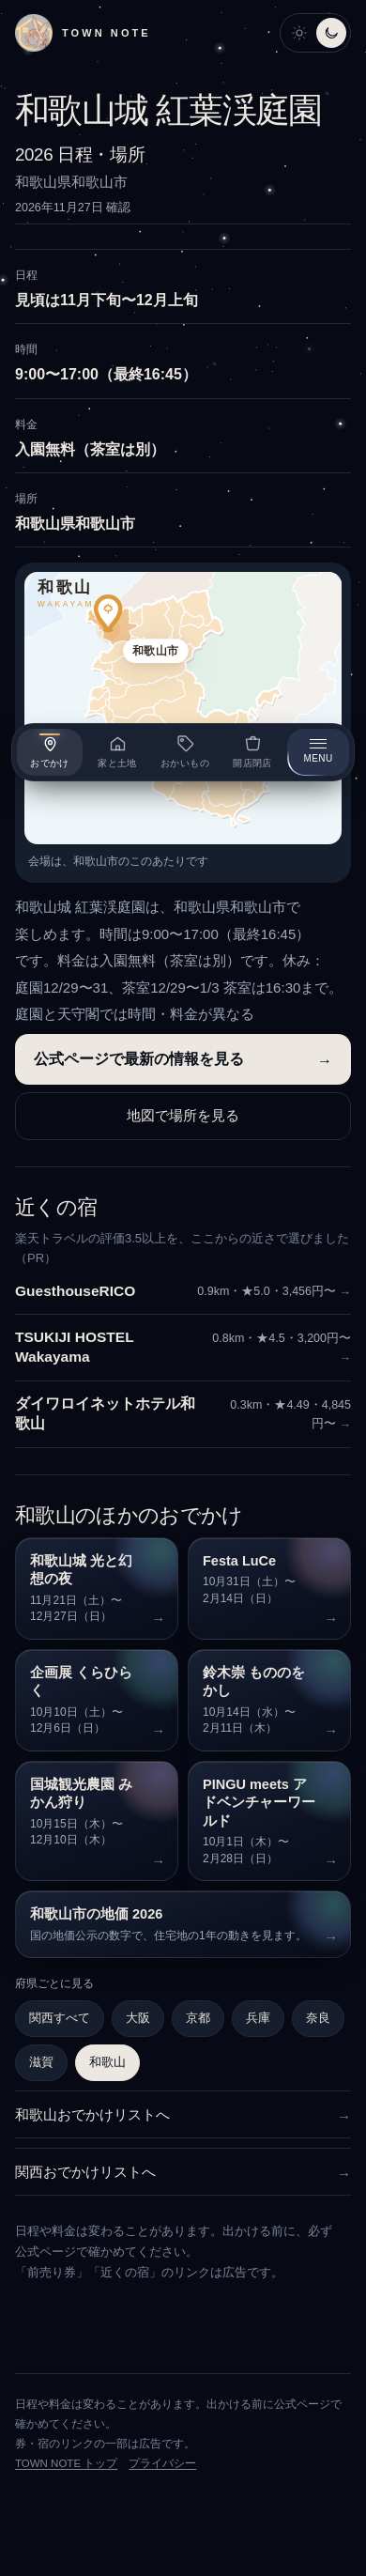 TOWN NOTE
和歌山城 紅葉渓庭園
2026 日程・場所
和歌山県和歌山市
2026年11月27日 確認
日程
見頃は11月下旬〜12月上旬
時間
9:00〜17:00（最終16:45）
料金
入園無料（茶室は別）
場所
和歌山県和歌山市
和歌山
WAKAYAM
和歌山市
おでかけ
家と土地
おかいもの
開店閉店
MENU
会場は、和歌山市のこのあたりです
和歌山城 紅葉渓庭園は、和歌山県和歌山市で
楽しめます。時間は9:00〜17:00（最終16:45）
です。料金は入園無料（茶室は別）です。休み：
庭園12/29〜31、茶室12/29〜1/3 茶室は16:30まで。
庭園と天守閣では時間・料金が異なる
公式ページで最新の情報を見る →
地図で場所を見る
近くの宿
楽天トラベルの評価3.5以上を、ここからの近さで選びました
（PR）
GuesthouseRICO 0.9km・★5.0・3,456円〜 →
TSUKIJI HOSTEL
Wakayama
0.8km・★4.5・3,200円〜
→
ダイワロイネットホテル和
歌山
0.3km・★4.49・4,845
円〜 →
和歌山のほかのおでかけ
和歌山城 光と幻
想の夜
11月21日（土）〜
12月27日（日） →
Festa LuCe
10月31日（土）〜
2月14日（日） →
企画展 くらひら
く
10月10日（土）〜
12月6日（日） →
鈴木崇 もののを
かし
10月14日（水）〜
2月11日（木） →
国城観光農園 み
かん狩り
10月15日（木）〜
12月10日（木）
→
PINGU meets ア
ドベンチャーワー
ルド
10月1日（木）〜
2月28日（日） →
和歌山市の地価 2026
国の地価公示の数字で、住宅地の1年の動きを見ます。 →
府県ごとに見る
関西すべて 大阪 京都 兵庫 奈良
滋賀 和歌山
和歌山おでかけリストへ →
関西おでかけリストへ →
日程や料金は変わることがあります。出かける前に、必ず
公式ページで確かめてください。
「前売り券」「近くの宿」のリンクは広告です。
日程や料金は変わることがあります。出かける前に公式ページで
確かめてください。
券・宿のリンクの一部は広告です。
TOWN NOTE トップ プライバシー